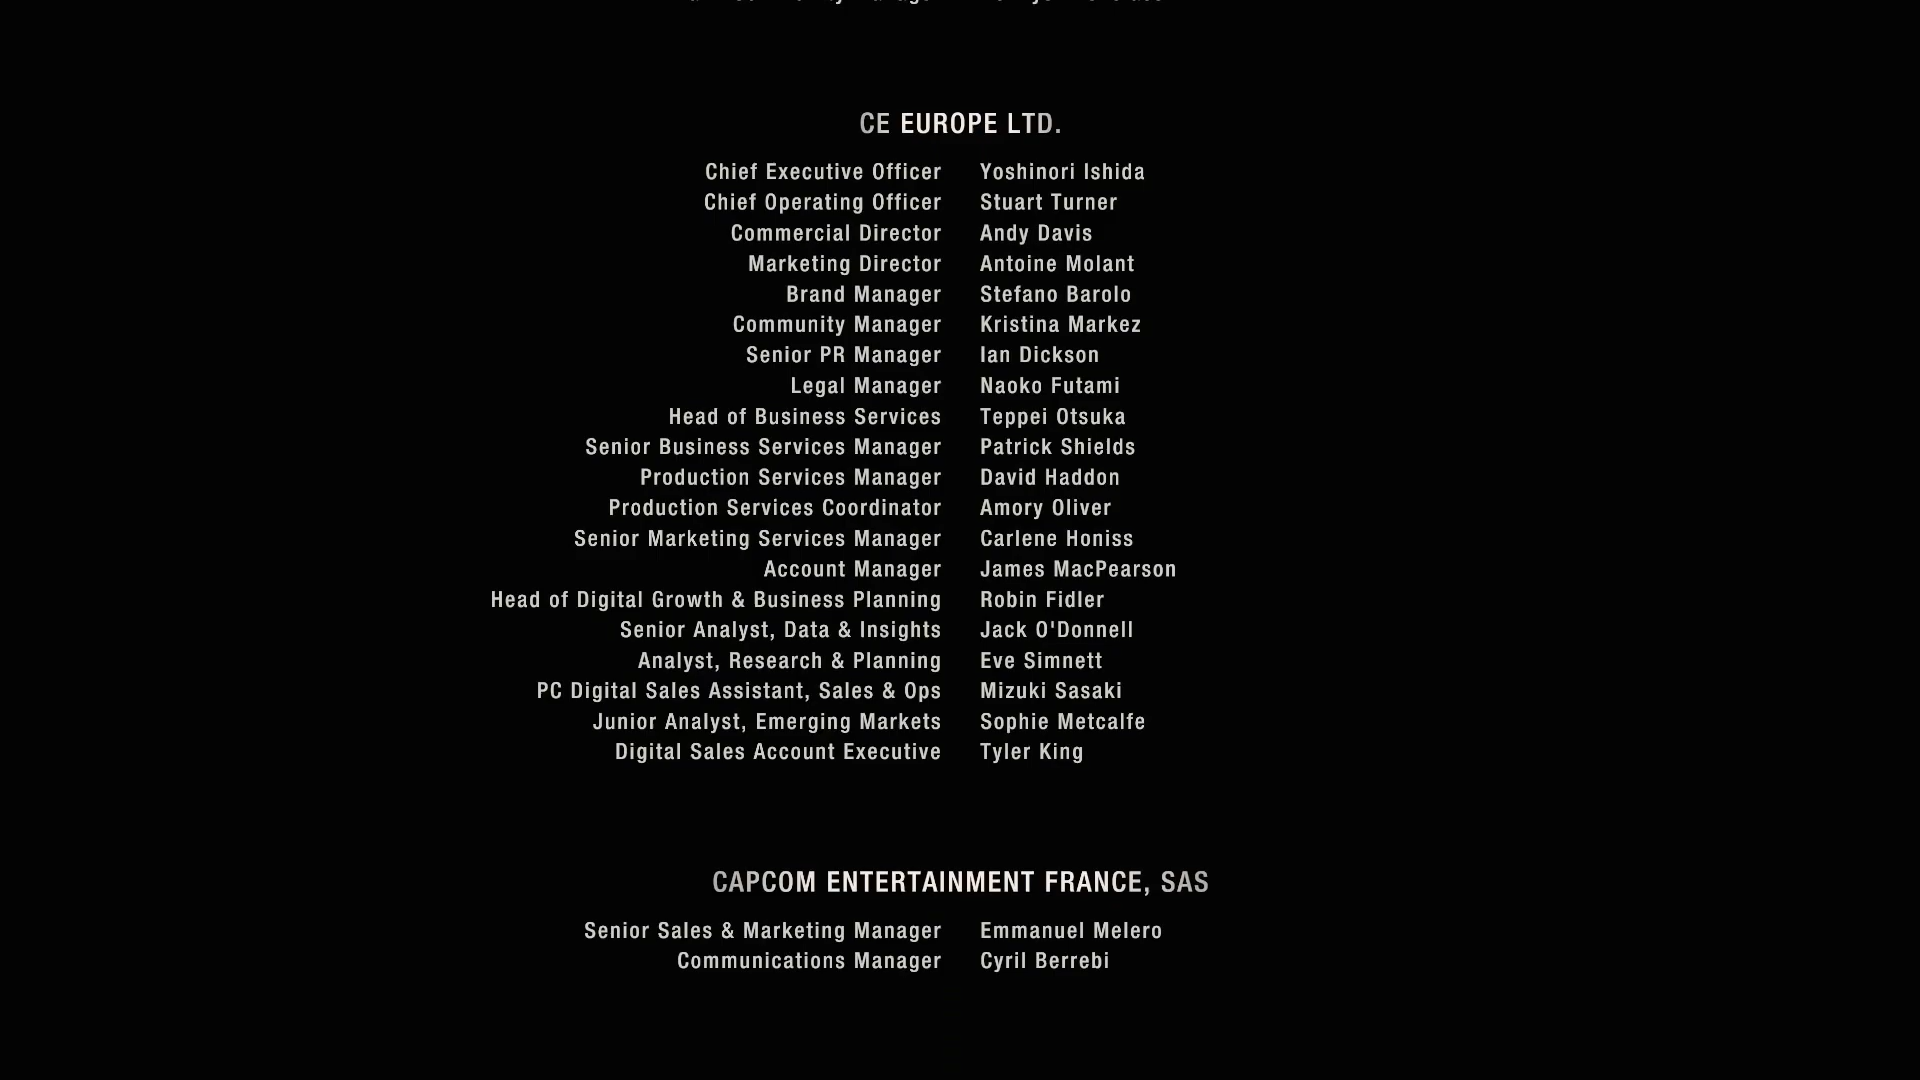 CE EUROPE LTD.
Chief Executive Officer Yoshinori Ishida
Chief Operating Officer Stuart Turner
Commercial Director Andy Davis
Marketing Director Antoine Molant
Brand Manager Stefano Barolo
Community Manager Kristina Markez
Senior PR Manager Ian Dickson
Legal Manager Naoko Futami
Head of Business Services Teppei Otsuka
Senior Business Services Manager Patrick Shields
Production Services Manager David Haddon
Production Services Coordinator Amory Oliver
Senior Marketing Services Manager Carlene Honiss
Account Manager James MacPearson
Head of Digital Growth & Business Planning Robin Fidler
Senior Analyst, Data & Insights Jack O'Donnell
Analyst, Research & Planning Eve Simnett
PC Digital Sales Assistant, Sales & Ops Mizuki Sasaki
Junior Analyst, Emerging Markets Sophie Metcalfe
Digital Sales Account Executive Tyler King
CAPCOM ENTERTAINMENT FRANCE, SAS
Senior Sales & Marketing Manager Emmanuel Melero
Communications Manager Cyril Berrebi